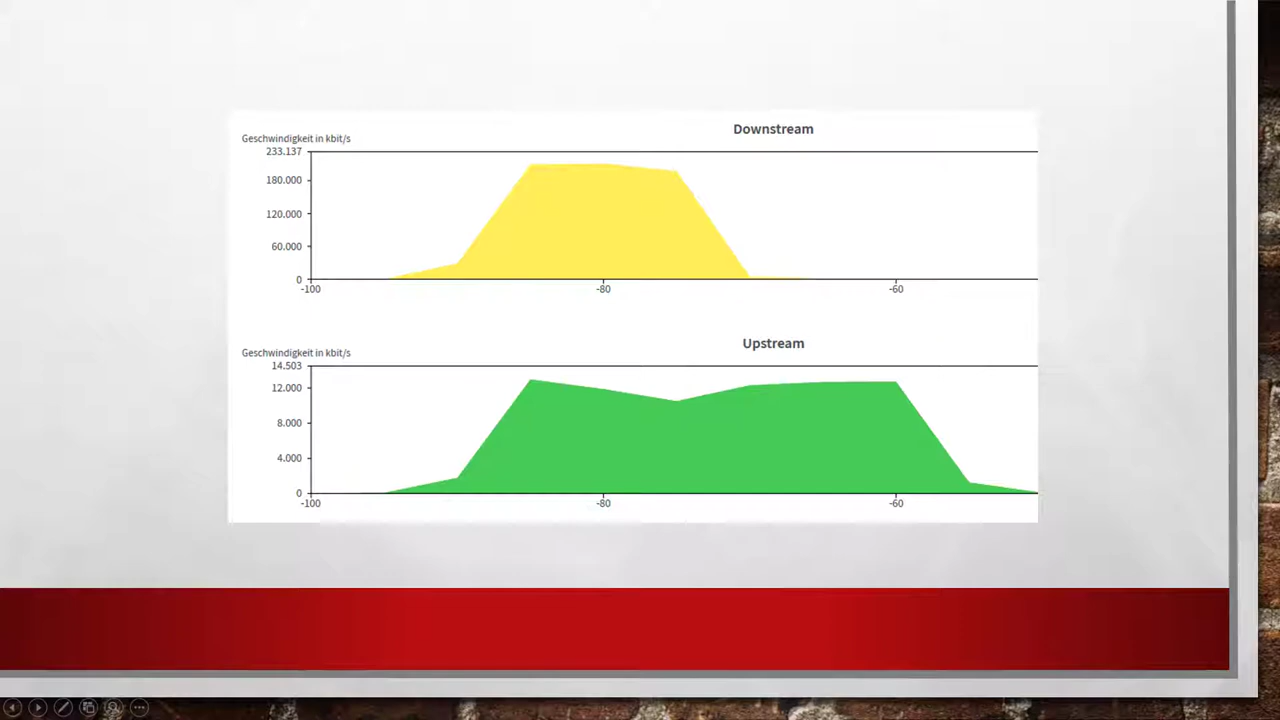 Downstream
Geschwindigkeit in kbit/s
233.137
180.000
120.000
60.000
0
-100 -80 -60
Upstream
Geschwindigkeit in kbit/s
14.503
12.000
8.000
4.000
0
-100 -80 -60